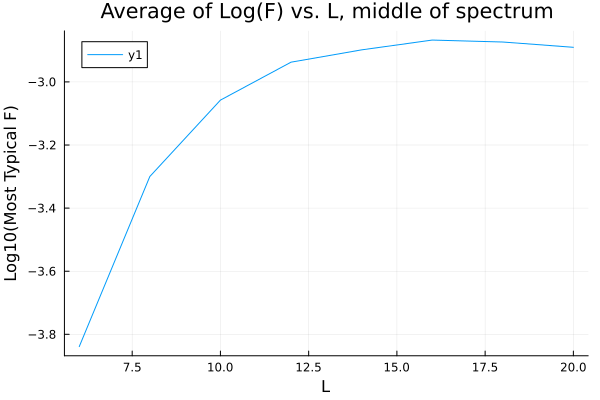 Average of Log(F) vs. L, middle of spectrum
y1
Log10(Most Typical F)
−3.0
−3.2
−3.4
−3.6
−3.8
7.5 10.0 12.5 15.0 17.5 20.0
L